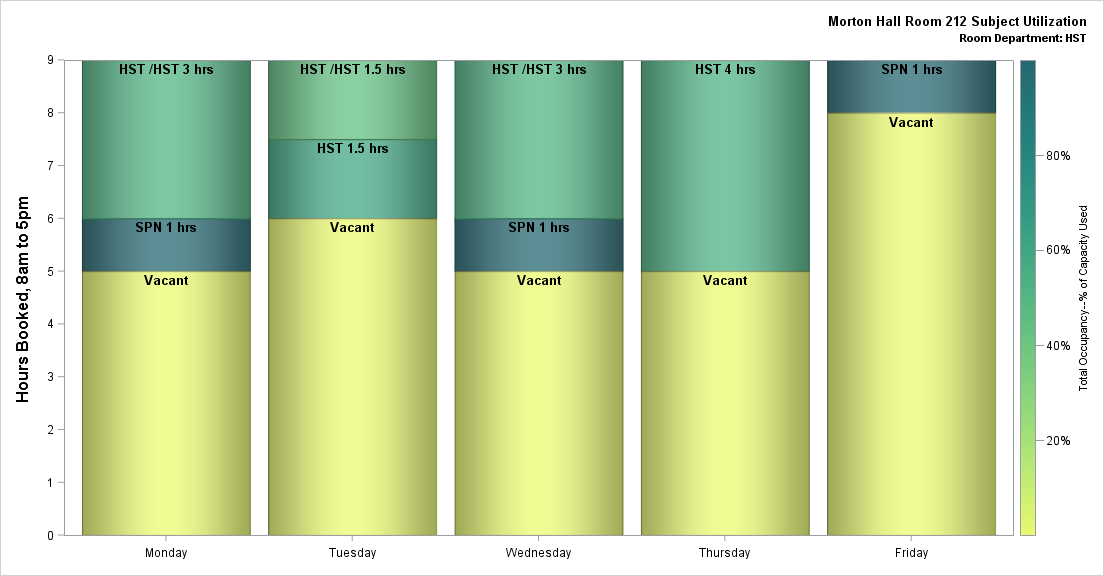 Morton Hall Room 212 Subject Utilization
Room Department: HST
Hours Booked, 8am to 5pm
9
8
7
6
5
4
3
2
1
0
HST /HST 3 hrs
SPN 1 hrs
Vacant
Monday
HST /HST 1.5 hrs
HST 1.5 hrs
Vacant
Tuesday
HST /HST 3 hrs
SPN 1 hrs
Vacant
Wednesday
HST 4 hrs
Vacant
Thursday
SPN 1 hrs
Vacant
Friday
80%
60%
40%
20%
Total Occupancy--% of Capacity Used